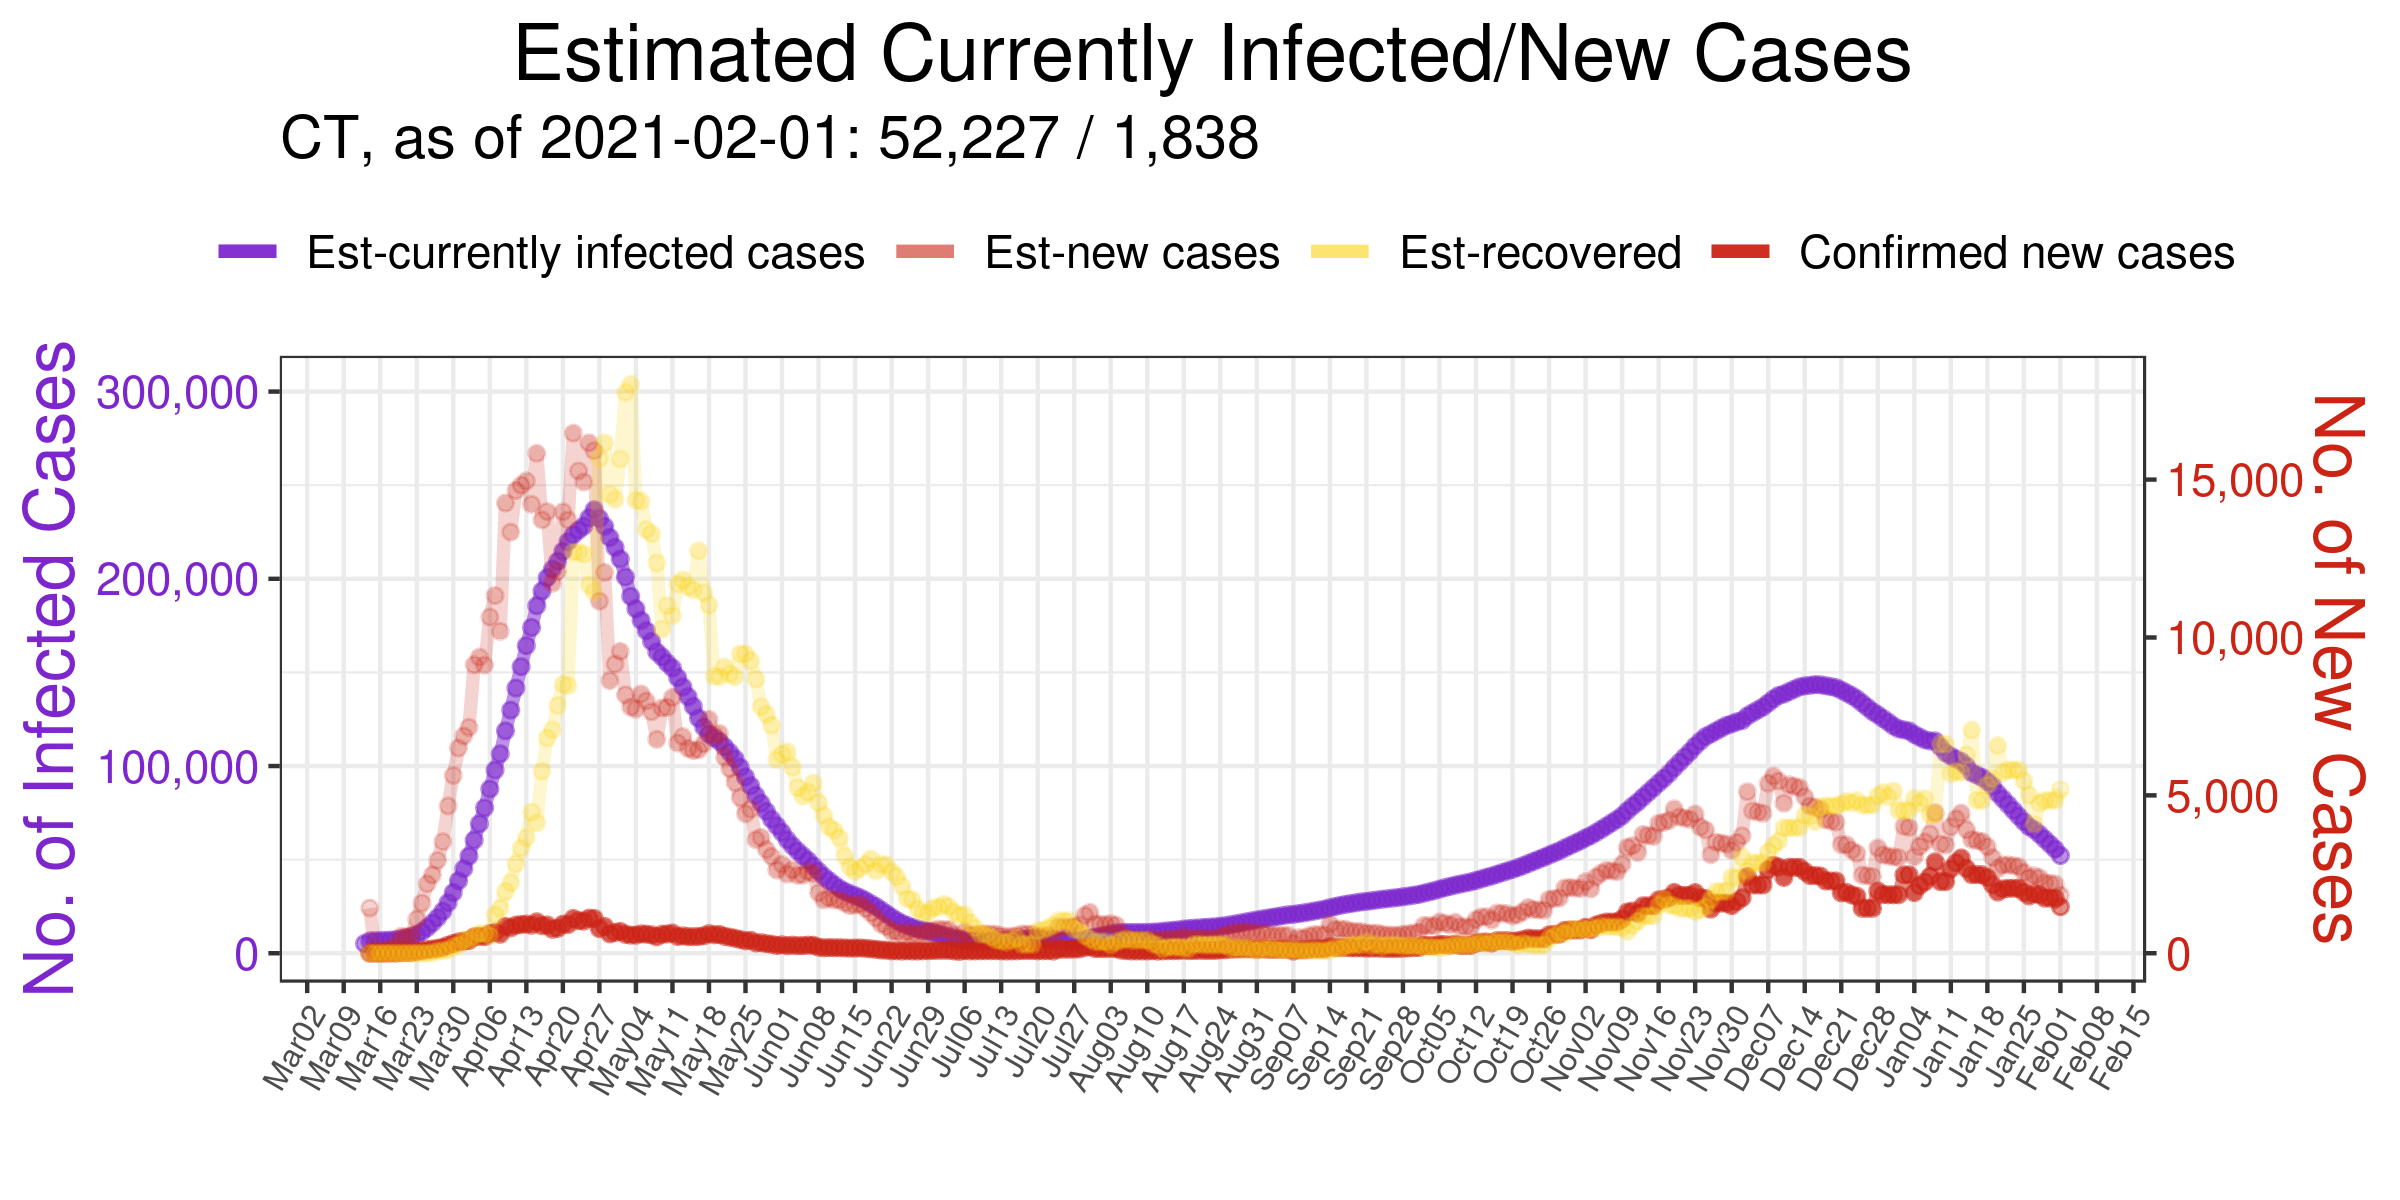 Estimated Currently Infected/New Cases
CT, as of 2021-02-01: 52,227 / 1,838
Est-currently infected cases Est-new cases Est-recovered Confirmed new cases
No. of Infected Cases
300,000
200,000
100,000
0
15,000
10,000
5,000
0
No. of New Cases
Mar02 Mar09 Mar16 Mar23 Mar30 Apr06 Apr13 Apr20 Apr27 May04 May11 May18 May25 Jun01 Jun08 Jun15 Jun22 Jun29 Jul06 Jul13 Jul20 Jul27 Aug03 Aug10 Aug17 Aug24 Aug31 Sep07 Sep14 Sep21 Sep28 Oct05 Oct12 Oct19 Oct26 Nov02 Nov09 Nov16 Nov23 Nov30 Dec07 Dec14 Dec21 Dec28 Dec04 Jan11 Jan18 Jan25 Feb01 Feb08 Feb15